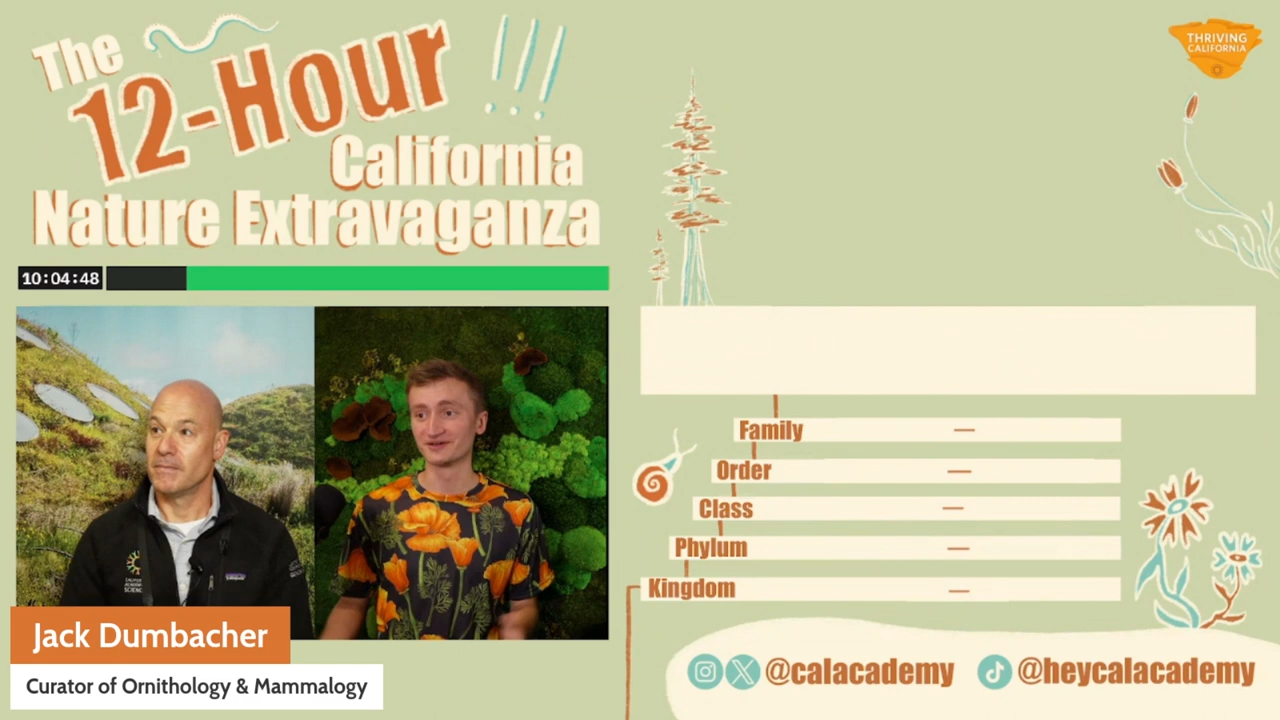 The
12-Hour !!!
California
Nature Extravaganza
THRIVING
CALIFORNIA
10:04:48
Family —
Order —
Class —
Phylum —
Kingdom —
Jack Dumbacher
Curator of Ornithology & Mammalogy
@calacademy @heycalacademy